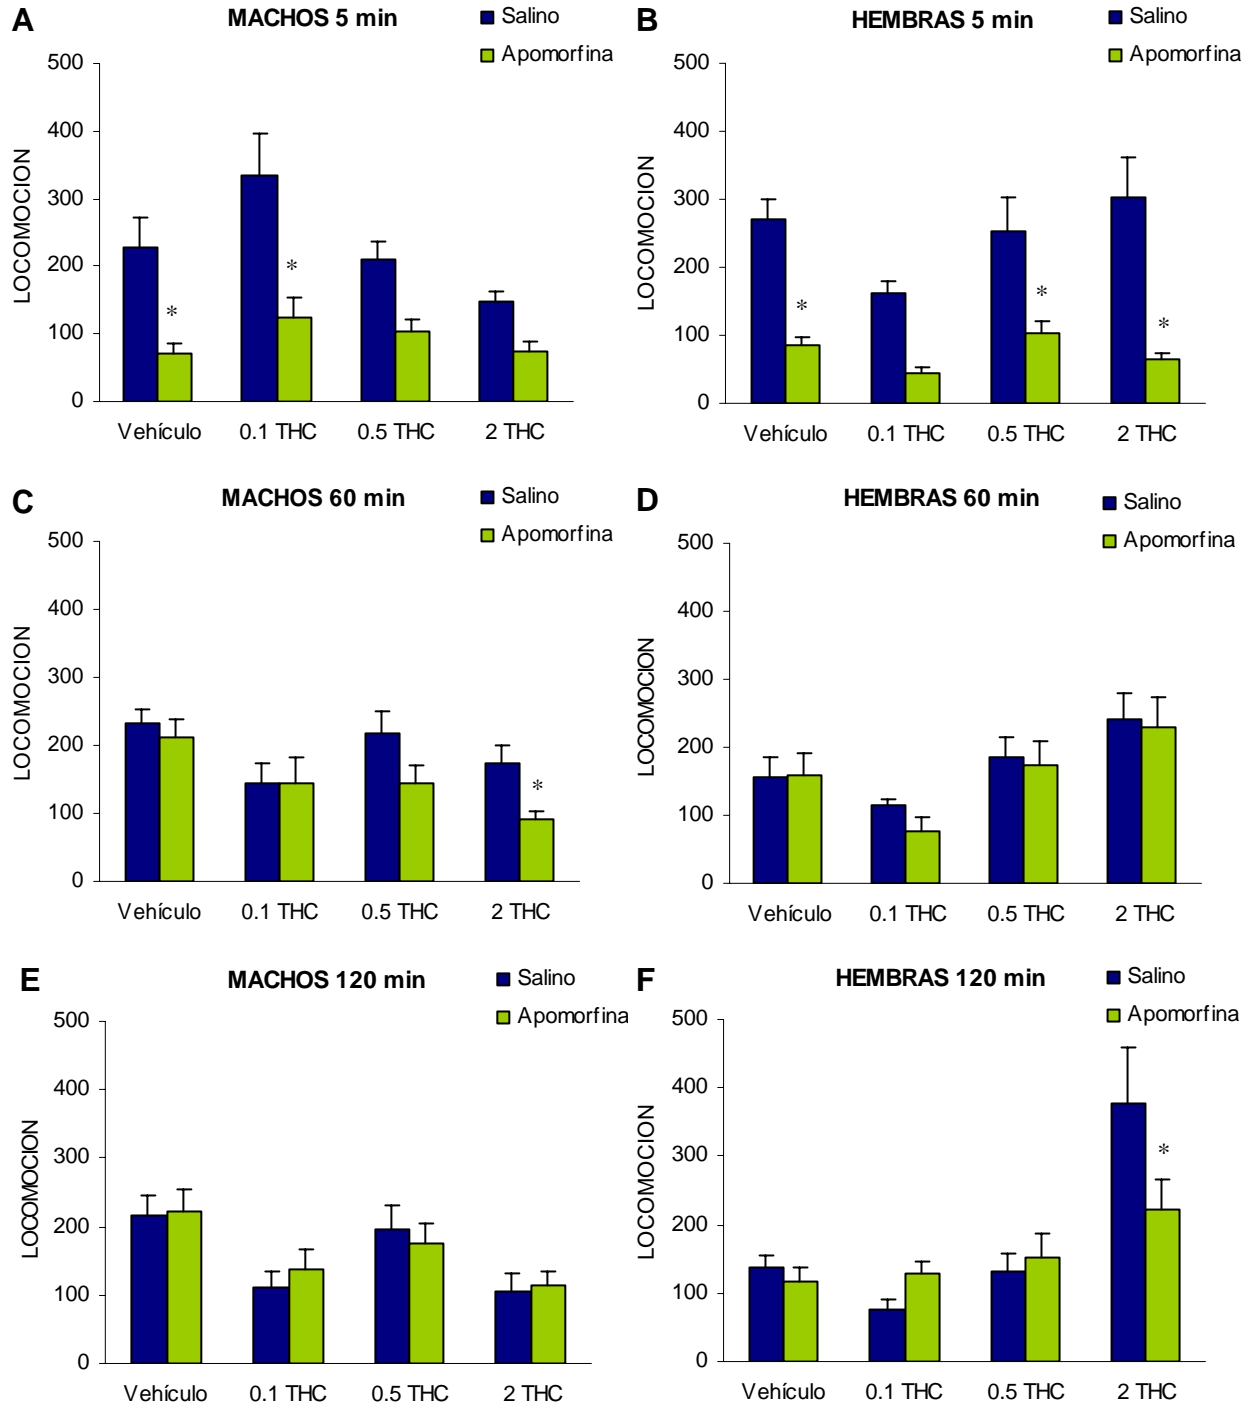 A
MACHOS 5 min
Salino
Apomorfina
500
400
300
200
100
0
LOCOMOCION
*
*
Vehículo 0.1 THC 0.5 THC 2 THC
B
HEMBRAS 5 min
Salino
Apomorfina
500
400
300
200
100
0
LOCOMOCION
*
*
*
Vehículo 0.1 THC 0.5 THC 2 THC
C
MACHOS 60 min
Salino
Apomorfina
500
400
300
200
100
0
LOCOMOCION
*
Vehículo 0.1 THC 0.5 THC 2 THC
D
HEMBRAS 60 min
Salino
Apomorfina
500
400
300
200
100
0
LOCOMOCION
Vehículo 0.1 THC 0.5 THC 2 THC
E
MACHOS 120 min
Salino
Apomorfina
500
400
300
200
100
0
LOCOMOCION
Vehículo 0.1 THC 0.5 THC 2 THC
F
HEMBRAS 120 min
Salino
Apomorfina
500
400
300
200
100
0
LOCOMOCION
*
Vehículo 0.1 THC 0.5 THC 2 THC